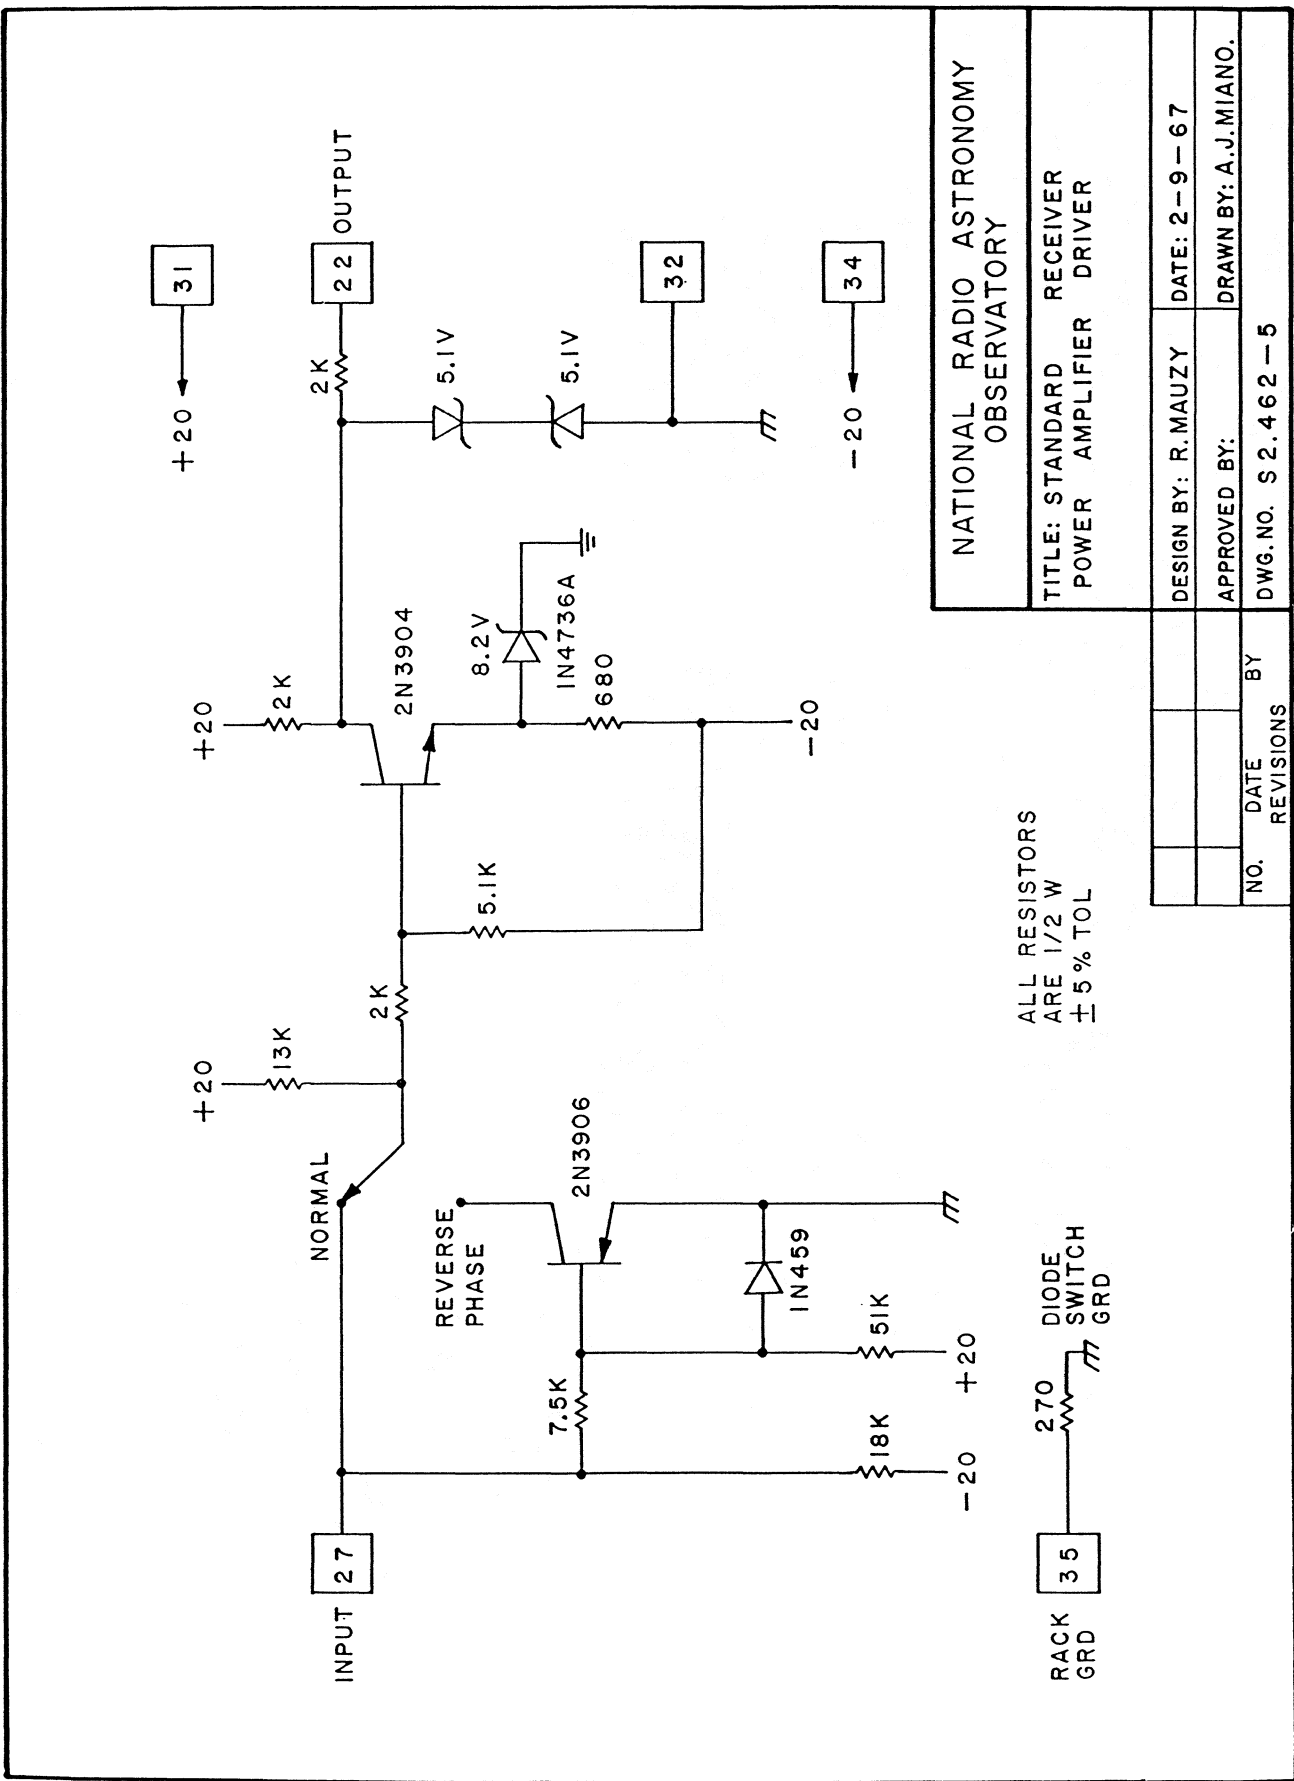 31
+20
INPUT 27
NORMAL
+20
13K
2K
5.1K
+20
2K
2N3904
8.2V
1N4736A
680
-20
2K
22 OUTPUT
5.1V
5.1V
32
-20
34
REVERSE
PHASE
2N3906
7.5K
1N459
18K
51K
-20
+20
RACK
GRD
35
270
DIODE
SWITCH
GRD
ALL RESISTORS
ARE 1/2 W
±5% TOL
NATIONAL RADIO ASTRONOMY
OBSERVATORY
TITLE: STANDARD RECEIVER
POWER AMPLIFIER DRIVER
DESIGN BY: R. MAUZY
DATE: 2-9-67
APPROVED BY:
DRAWN BY: A.J.MIANO.
NO. DATE BY
REVISIONS
DWG. NO. S 2.462-5